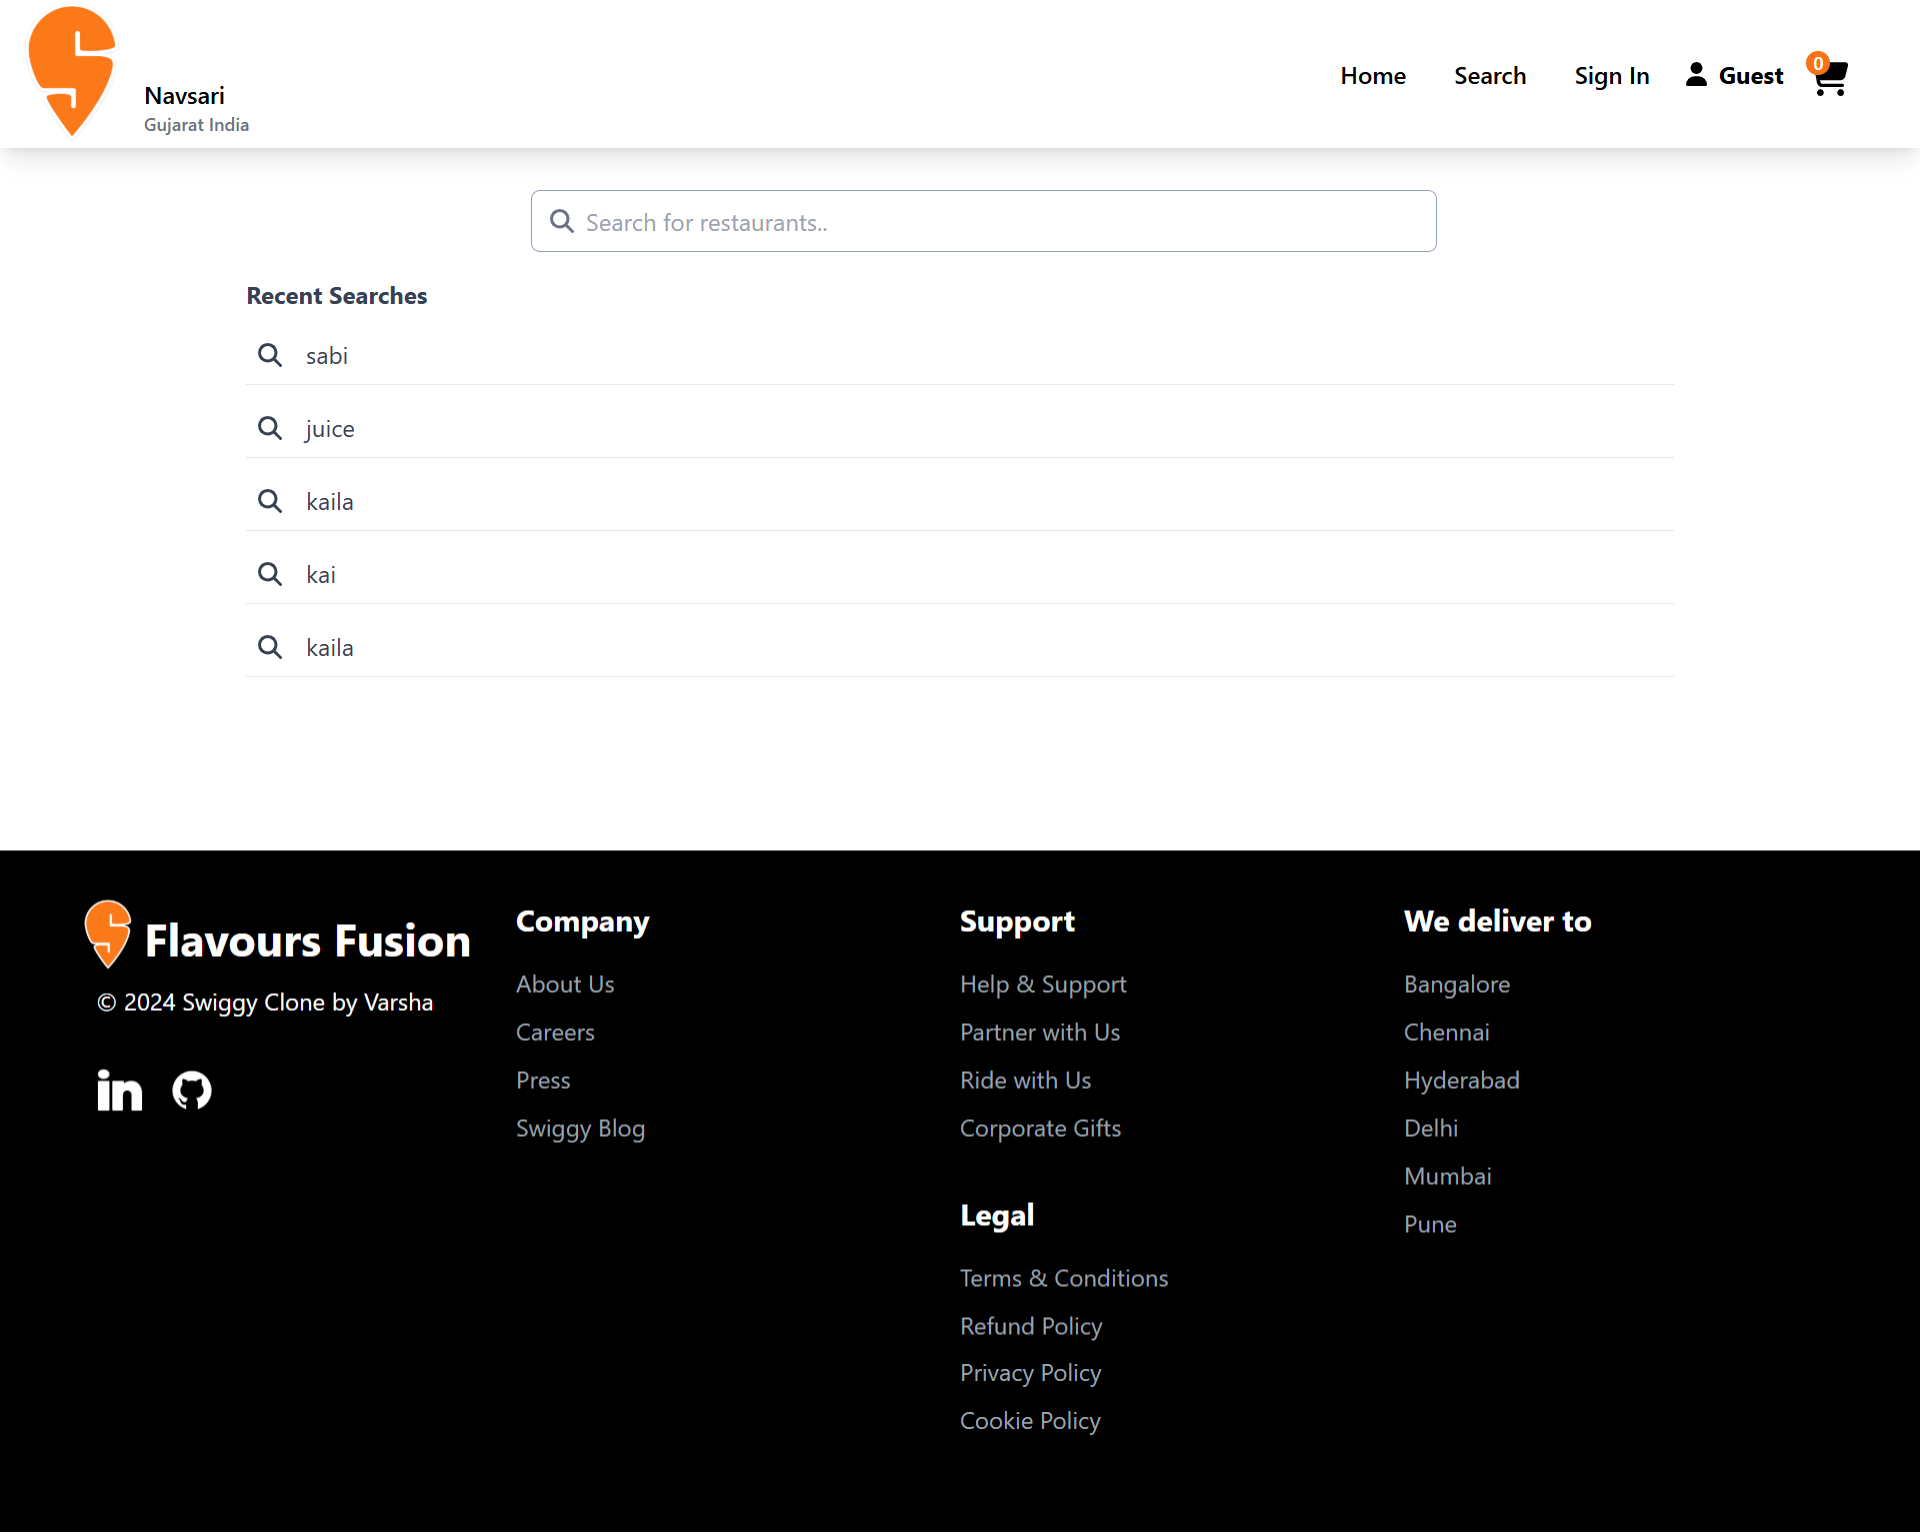 Navsari
Gujarat India
Home
Search
Sign In
Guest
0
Search for restaurants..
Recent Searches
sabi
juice
kaila
kai
kaila
Flavours Fusion
© 2024 Swiggy Clone by Varsha
in
Company
About Us
Careers
Press
Swiggy Blog
Support
Help & Support
Partner with Us
Ride with Us
Corporate Gifts
Legal
Terms & Conditions
Refund Policy
Privacy Policy
Cookie Policy
We deliver to
Bangalore
Chennai
Hyderabad
Delhi
Mumbai
Pune